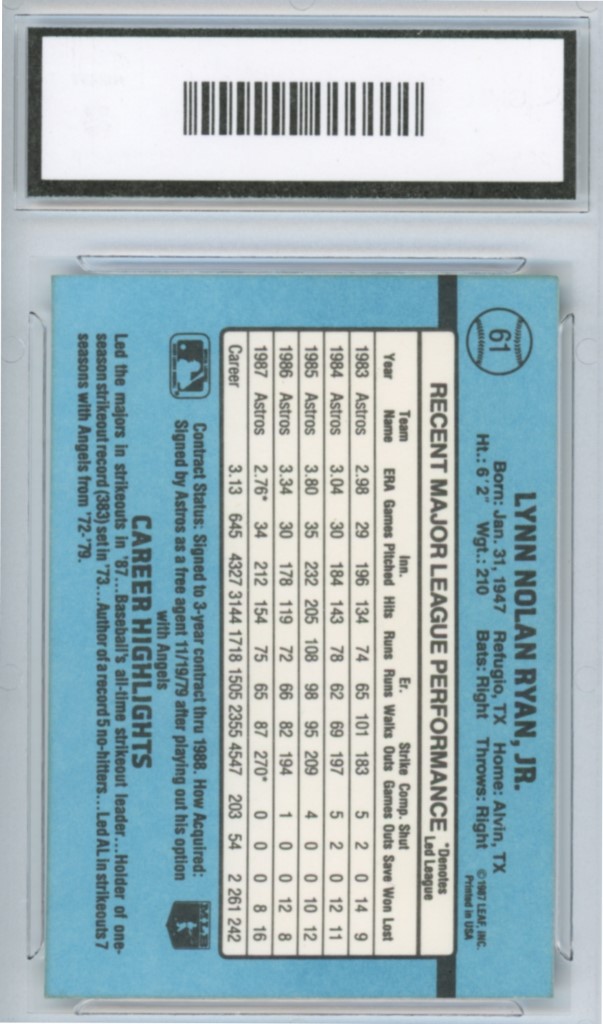 61
LYNN NOLAN RYAN, JR.
Born: Jan. 31, 1947 Refugio, TX Home: Alvin, TX
Ht.: 6'2" Wgt.: 210 Bats: Right Throws: Right
© 1987 LEAF, INC.
Printed in USA
RECENT MAJOR LEAGUE PERFORMANCE
*Denotes
Led League
Team Inn. Er. Strike Comp. Shut
Year Name ERA Games Pitched Hits Runs Runs Walks Outs Games Outs Save Won Lost
1983 Astros 2.98 29 196 134 74 65 101 183 5 2 0 14 9
1984 Astros 3.04 30 184 143 78 62 69 197 5 2 0 12 11
1985 Astros 3.80 35 232 205 108 98 95 209 4 0 0 10 12
1986 Astros 3.34 30 178 119 72 66 82 194 1 0 0 12 8
1987 Astros 2.76* 34 212 154 75 65 87 270* 0 0 0 8 16
Career 3.13 645 4327 3144 1718 1505 2355 4547 203 54 2 261 242
Contract Status: Signed to 3-year contract thru 1988. How Acquired:
Signed by Astros as a free agent 11/19/79 after playing out his option
with Angels
MLB
CAREER HIGHLIGHTS
Led the majors in strikeouts in '87...Baseball's all-time strikeout leader...Holder of one-
season strikeout record (383) set in '73...Author of a record 5 no-hitters...Led AL in strikeouts 7
seasons with Angels from '72-'79.